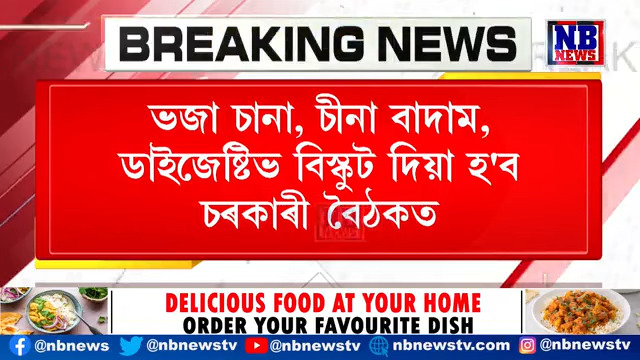 BREAKING NEWS
NB
NEWS
ভজা চানা, চীনা বাদাম,
ডাইজেষ্টিভ বিস্কুট দিয়া হ'ব
চৰকাৰী বৈঠকত
DELICIOUS FOOD AT YOUR HOME
ORDER YOUR FAVOURITE DISH
@nbnews @nbnewstv @nbnewstv @nbnewstv @nbnewstv